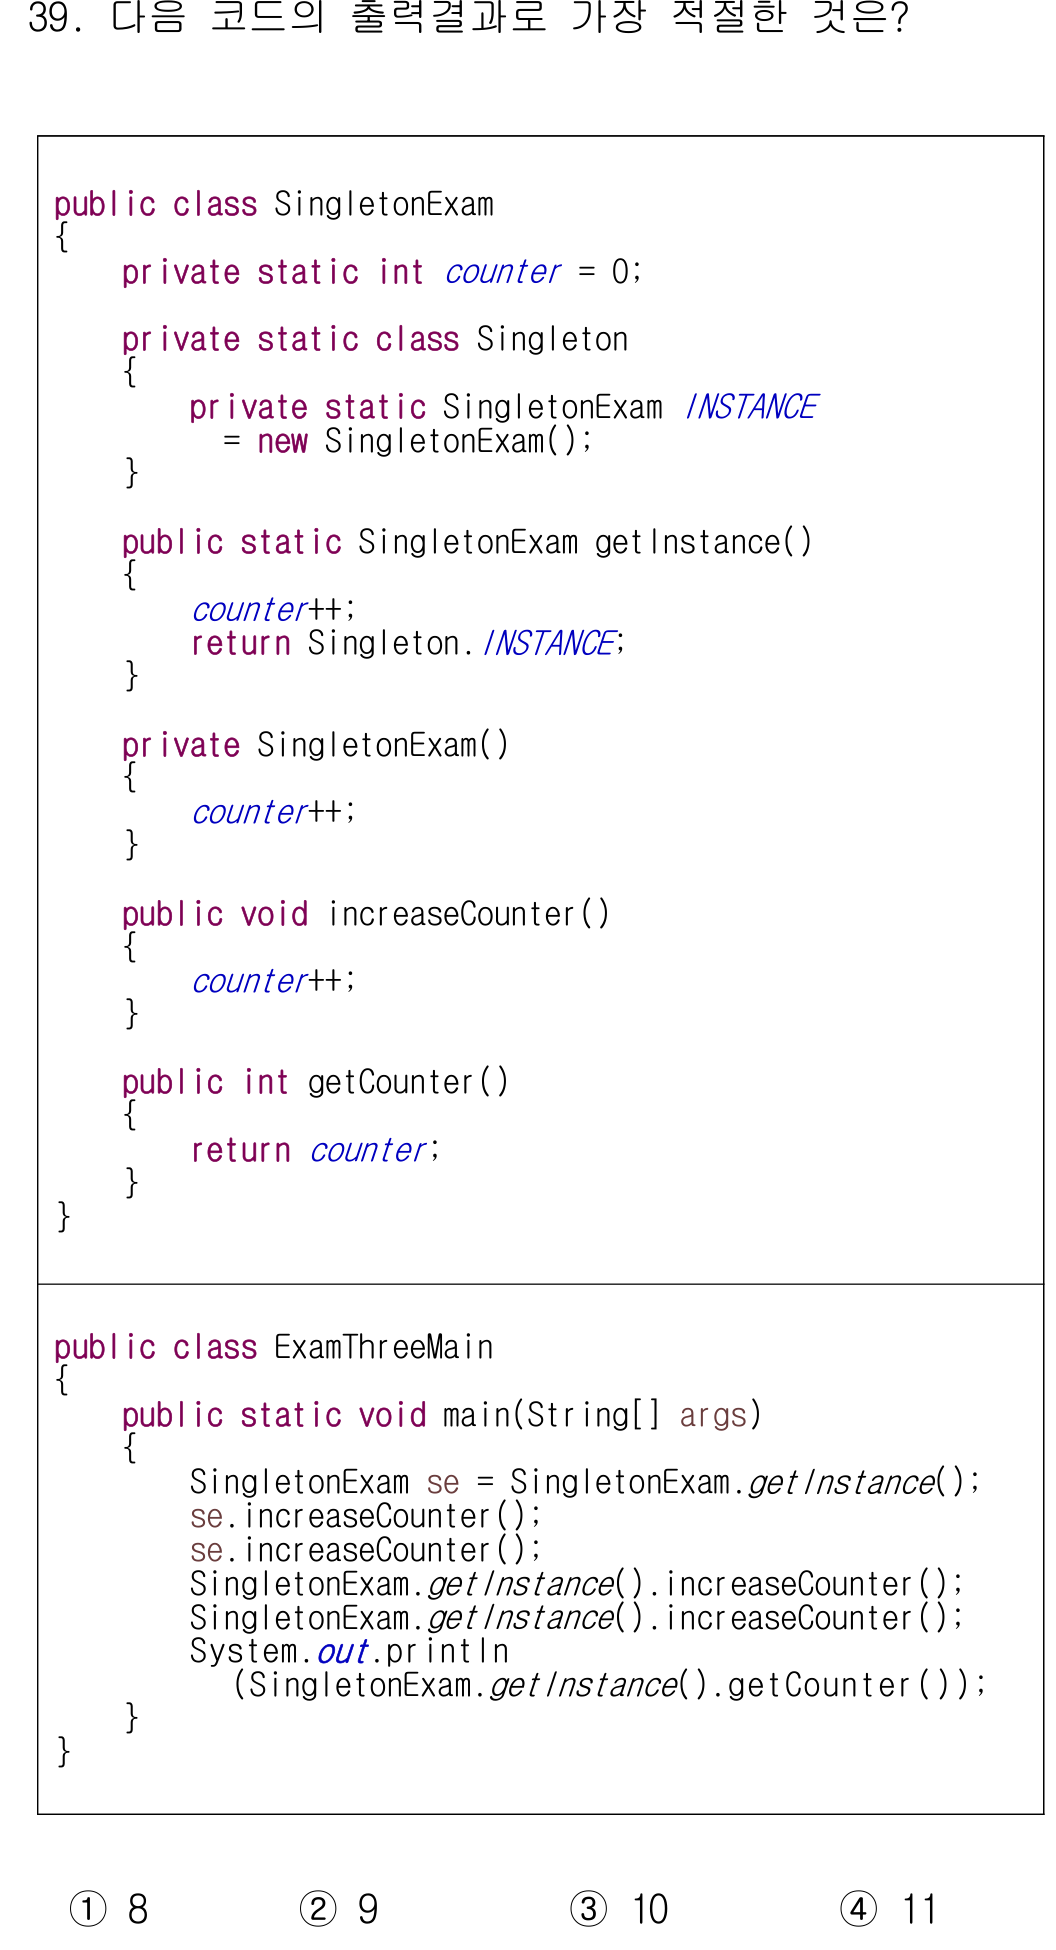 39. 다음 코드의 출력결과로 가장 적절한 것은?
public class SingletonExam
{
    private static int counter = 0;
    private static class Singleton
    {
        private static SingletonExam INSTANCE
          = new SingletonExam();
    }
    public static SingletonExam getInstance()
    {
        counter++;
        return Singleton.INSTANCE;
    }
    private SingletonExam()
    {
        counter++;
    }
    public void increaseCounter()
    {
        counter++;
    }
    public int getCounter()
    {
        return counter;
    }
}
public class ExamThreeMain
{
    public static void main(String[] args)
    {
        SingletonExam se = SingletonExam.getInstance();
        se.increaseCounter();
        se.increaseCounter();
        SingletonExam.getInstance().increaseCounter();
        SingletonExam.getInstance().increaseCounter();
        System.out.println
          (SingletonExam.getInstance().getCounter());
    }
}
① 8 ② 9 ③ 10 ④ 11